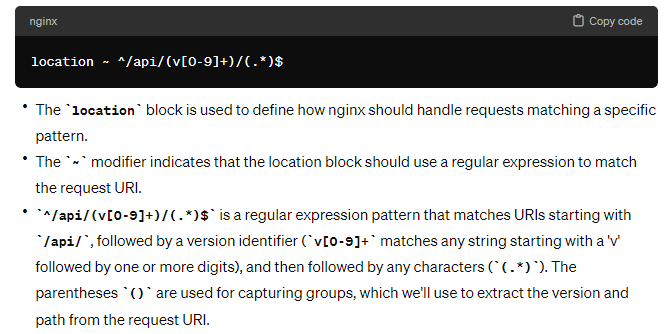 nginx
Copy code
location ~ ^/api/(v[0-9]+)/(.*)$
• The `location` block is used to define how nginx should handle requests matching a specific
pattern.
• The `~` modifier indicates that the location block should use a regular expression to match
the request URI.
• `^/api/(v[0-9]+)/(.*)$` is a regular expression pattern that matches URIs starting with
`/api/`, followed by a version identifier (`v[0-9]+` matches any string starting with a 'v'
followed by one or more digits), and then followed by any characters (`(.*)`). The
parentheses `()` are used for capturing groups, which we'll use to extract the version and
path from the request URI.